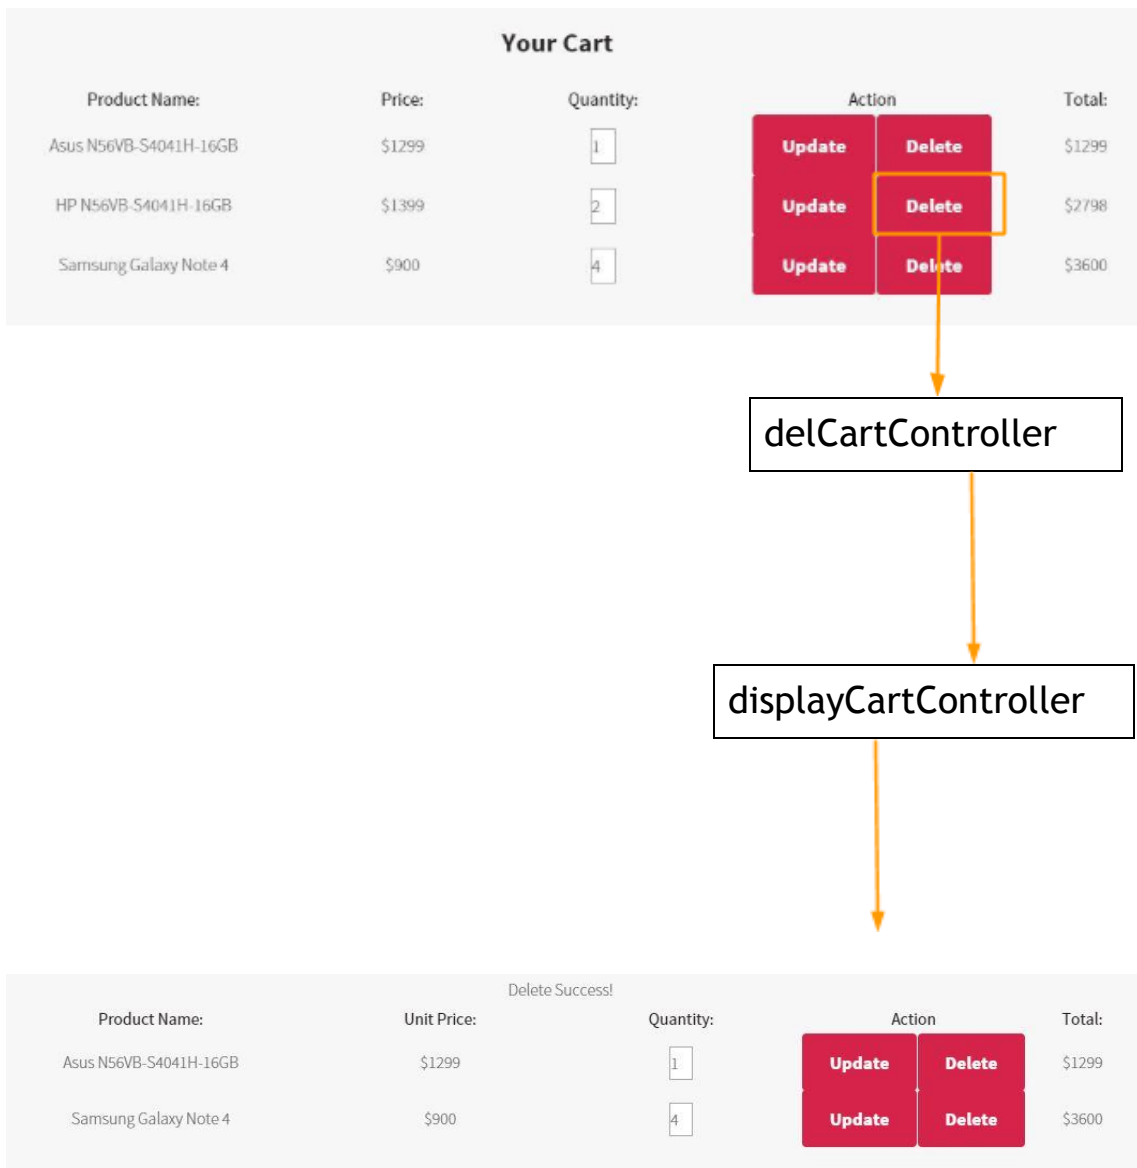 Your Cart
Product Name: Price: Quantity: Action Total:
Asus N56VB-S4041H-16GB $1299 1 Update Delete $1299
HP N56VB-S4041H-16GB $1399 2 Update Delete $2798
Samsung Galaxy Note 4 $900 4 Update Delete $3600
delCartController
displayCartController
Delete Success!
Product Name: Unit Price: Quantity: Action Total:
Asus N56VB-S4041H-16GB $1299 1 Update Delete $1299
Samsung Galaxy Note 4 $900 4 Update Delete $3600